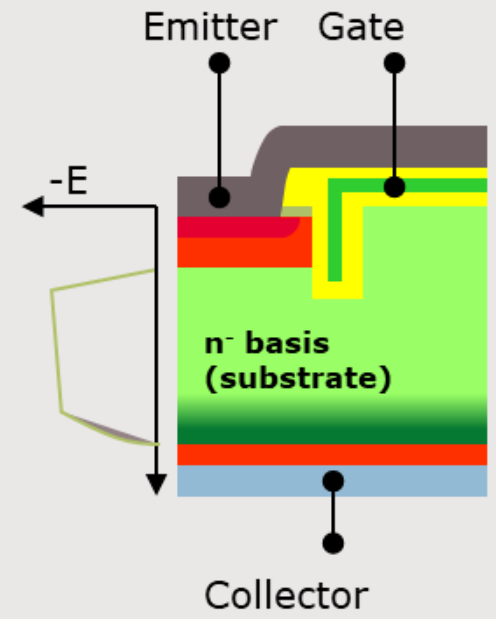 Emitter Gate
-E
n⁻ basis
(substrate)
Collector